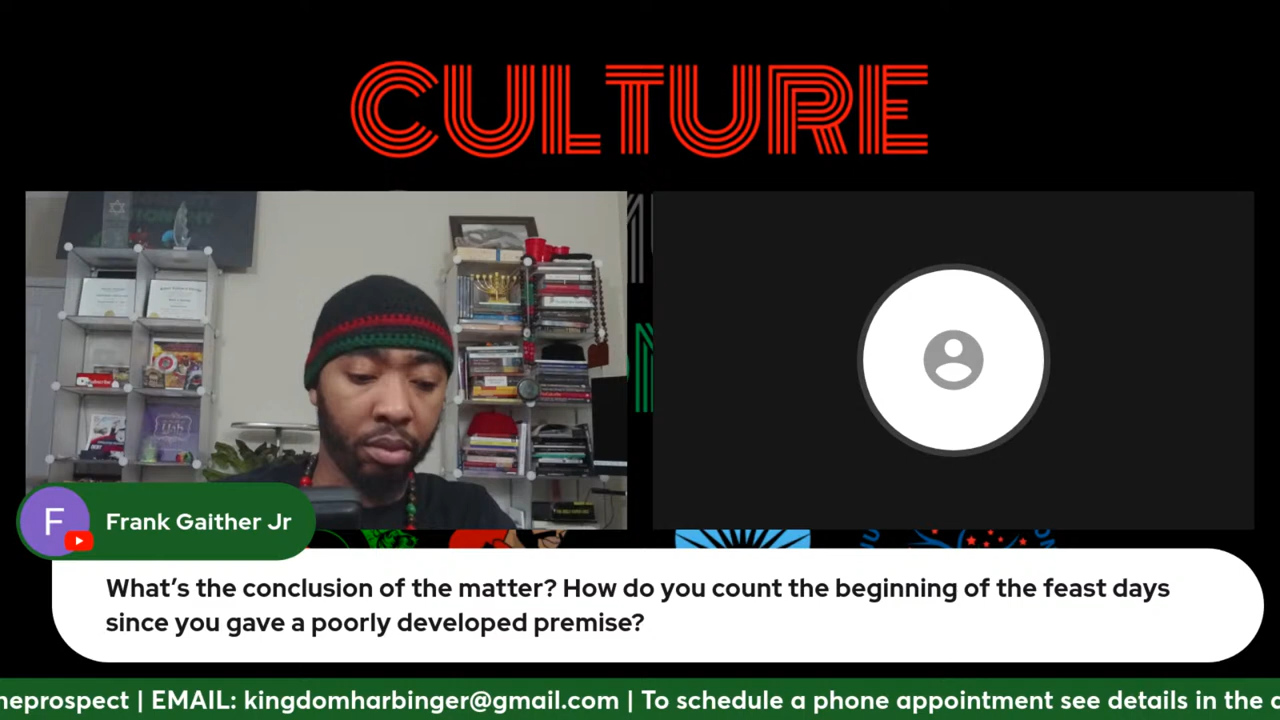 CULTURE
F
Frank Gaither Jr
What’s the conclusion of the matter? How do you count the beginning of the feast days
since you gave a poorly developed premise?
neprospect | EMAIL: kingdomharbinger@gmail.com | To schedule a phone appointment see details in the